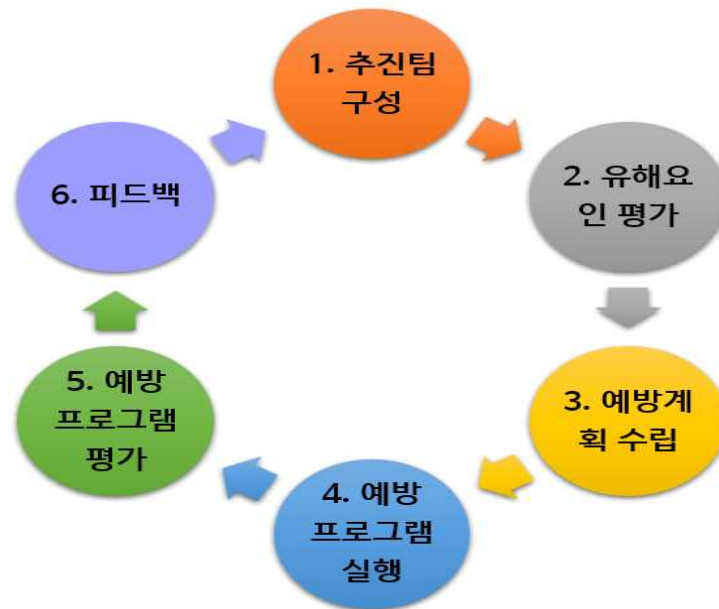 1. 추진팀
구성
2. 유해요
인 평가
3. 예방계
획 수립
4. 예방
프로그램
실행
5. 예방
프로그램
평가
6. 피드백